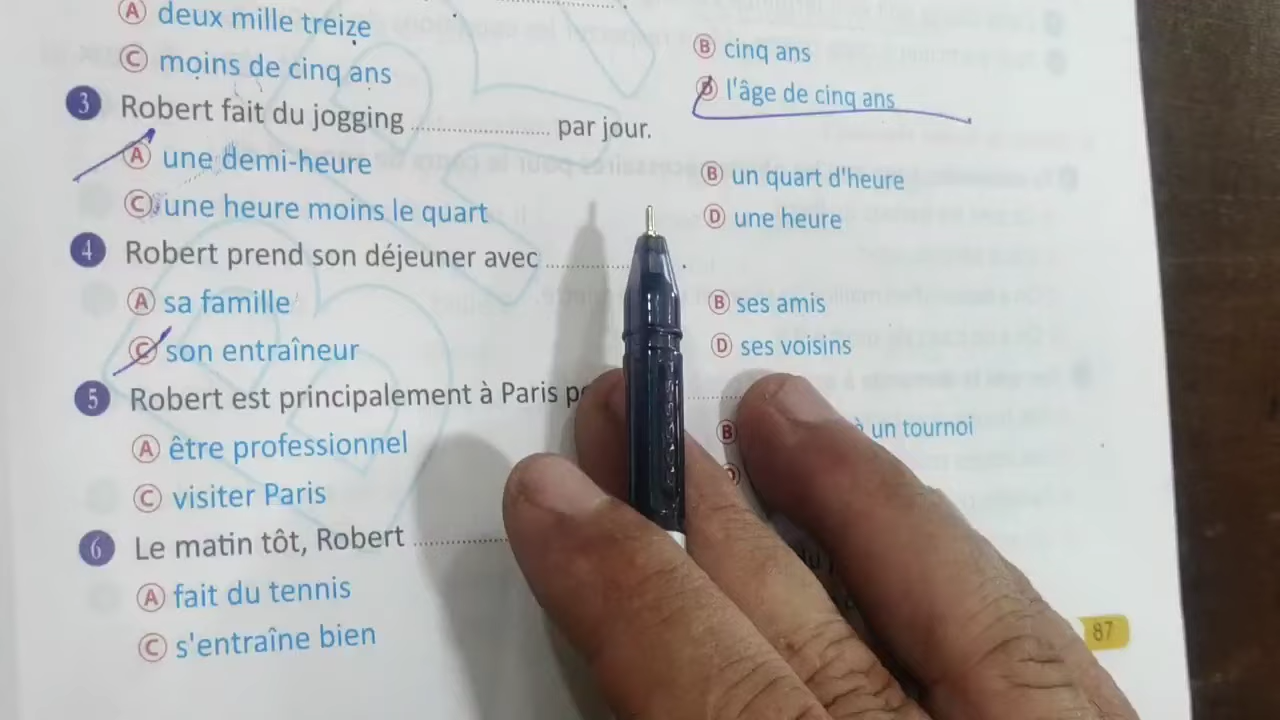 A deux mille treize
B cinq ans
C moins de cinq ans
D l'âge de cinq ans
3 Robert fait du jogging .................... par jour.
A une demi-heure
B un quart d'heure
C une heure moins le quart
D une heure
4 Robert prend son déjeuner avec .................... .
A sa famille
B ses amis
C son entraîneur
D ses voisins
5 Robert est principalement à Paris
A être professionnel
B à un tournoi
C visiter Paris
D
6 Le matin tôt, Robert ....................
A fait du tennis
C s'entraîne bien
87